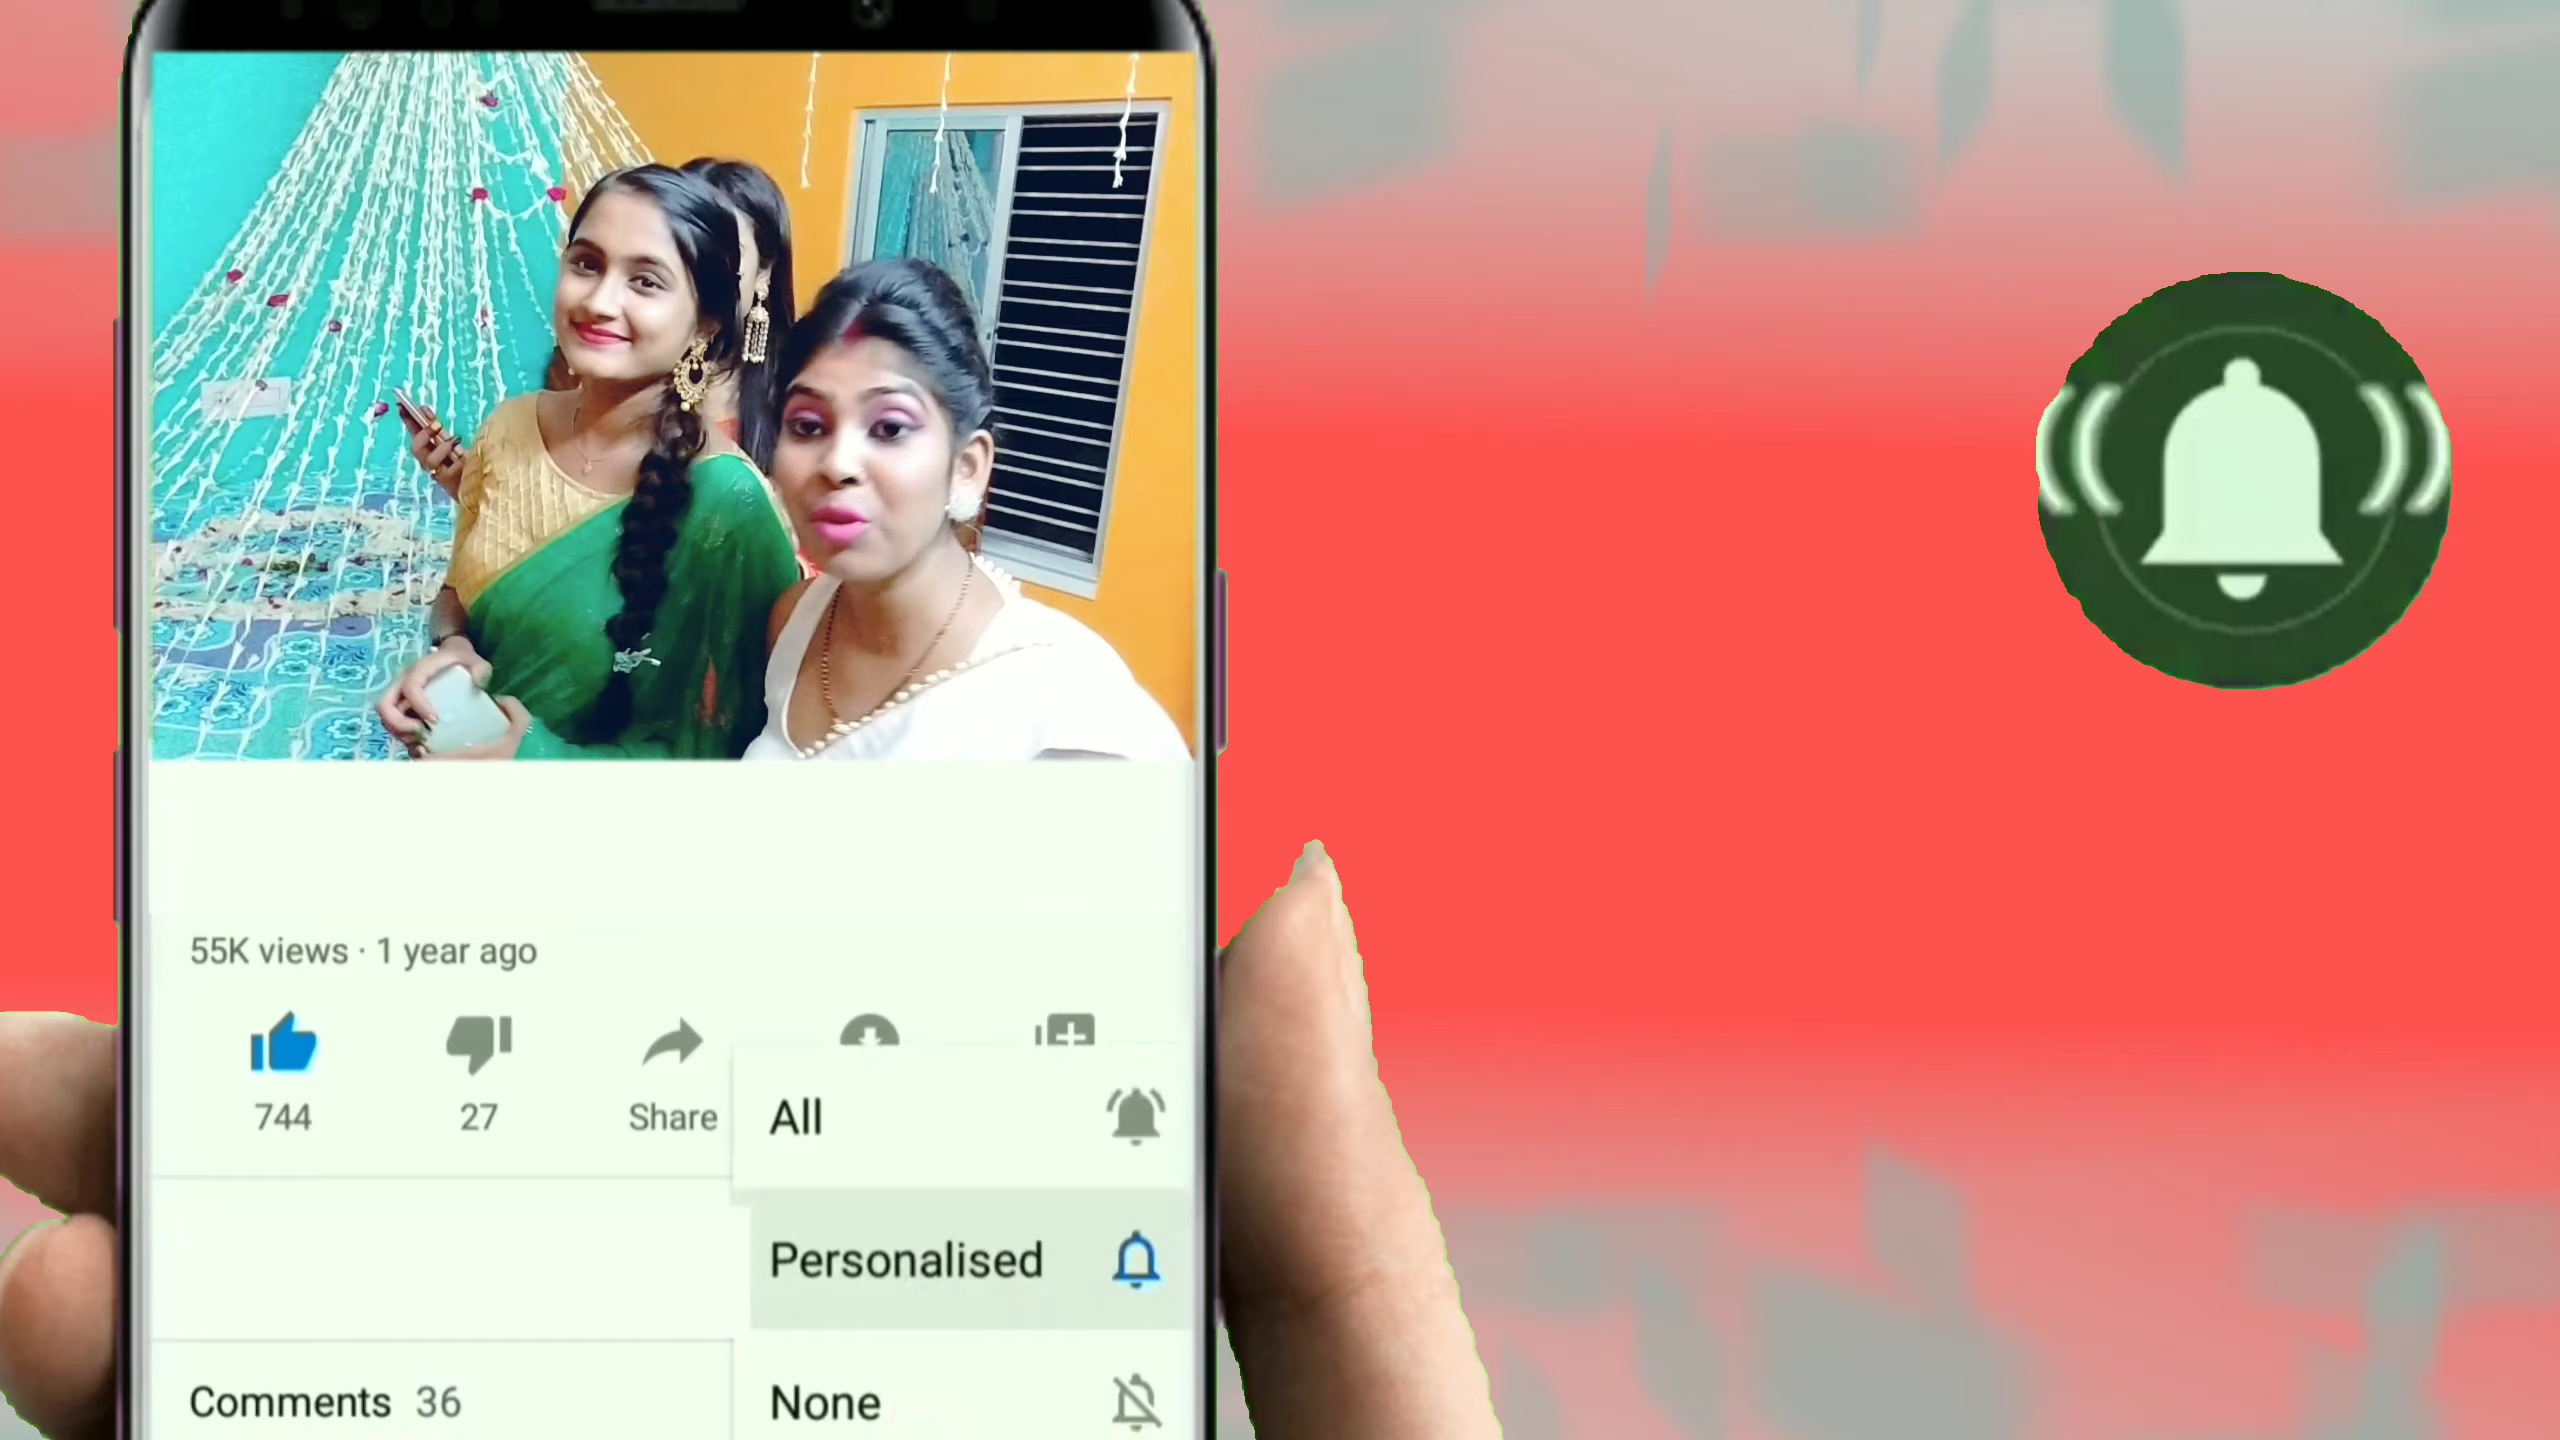 55K views · 1 year ago
744
27
Share
All
Personalised
None
Comments 36